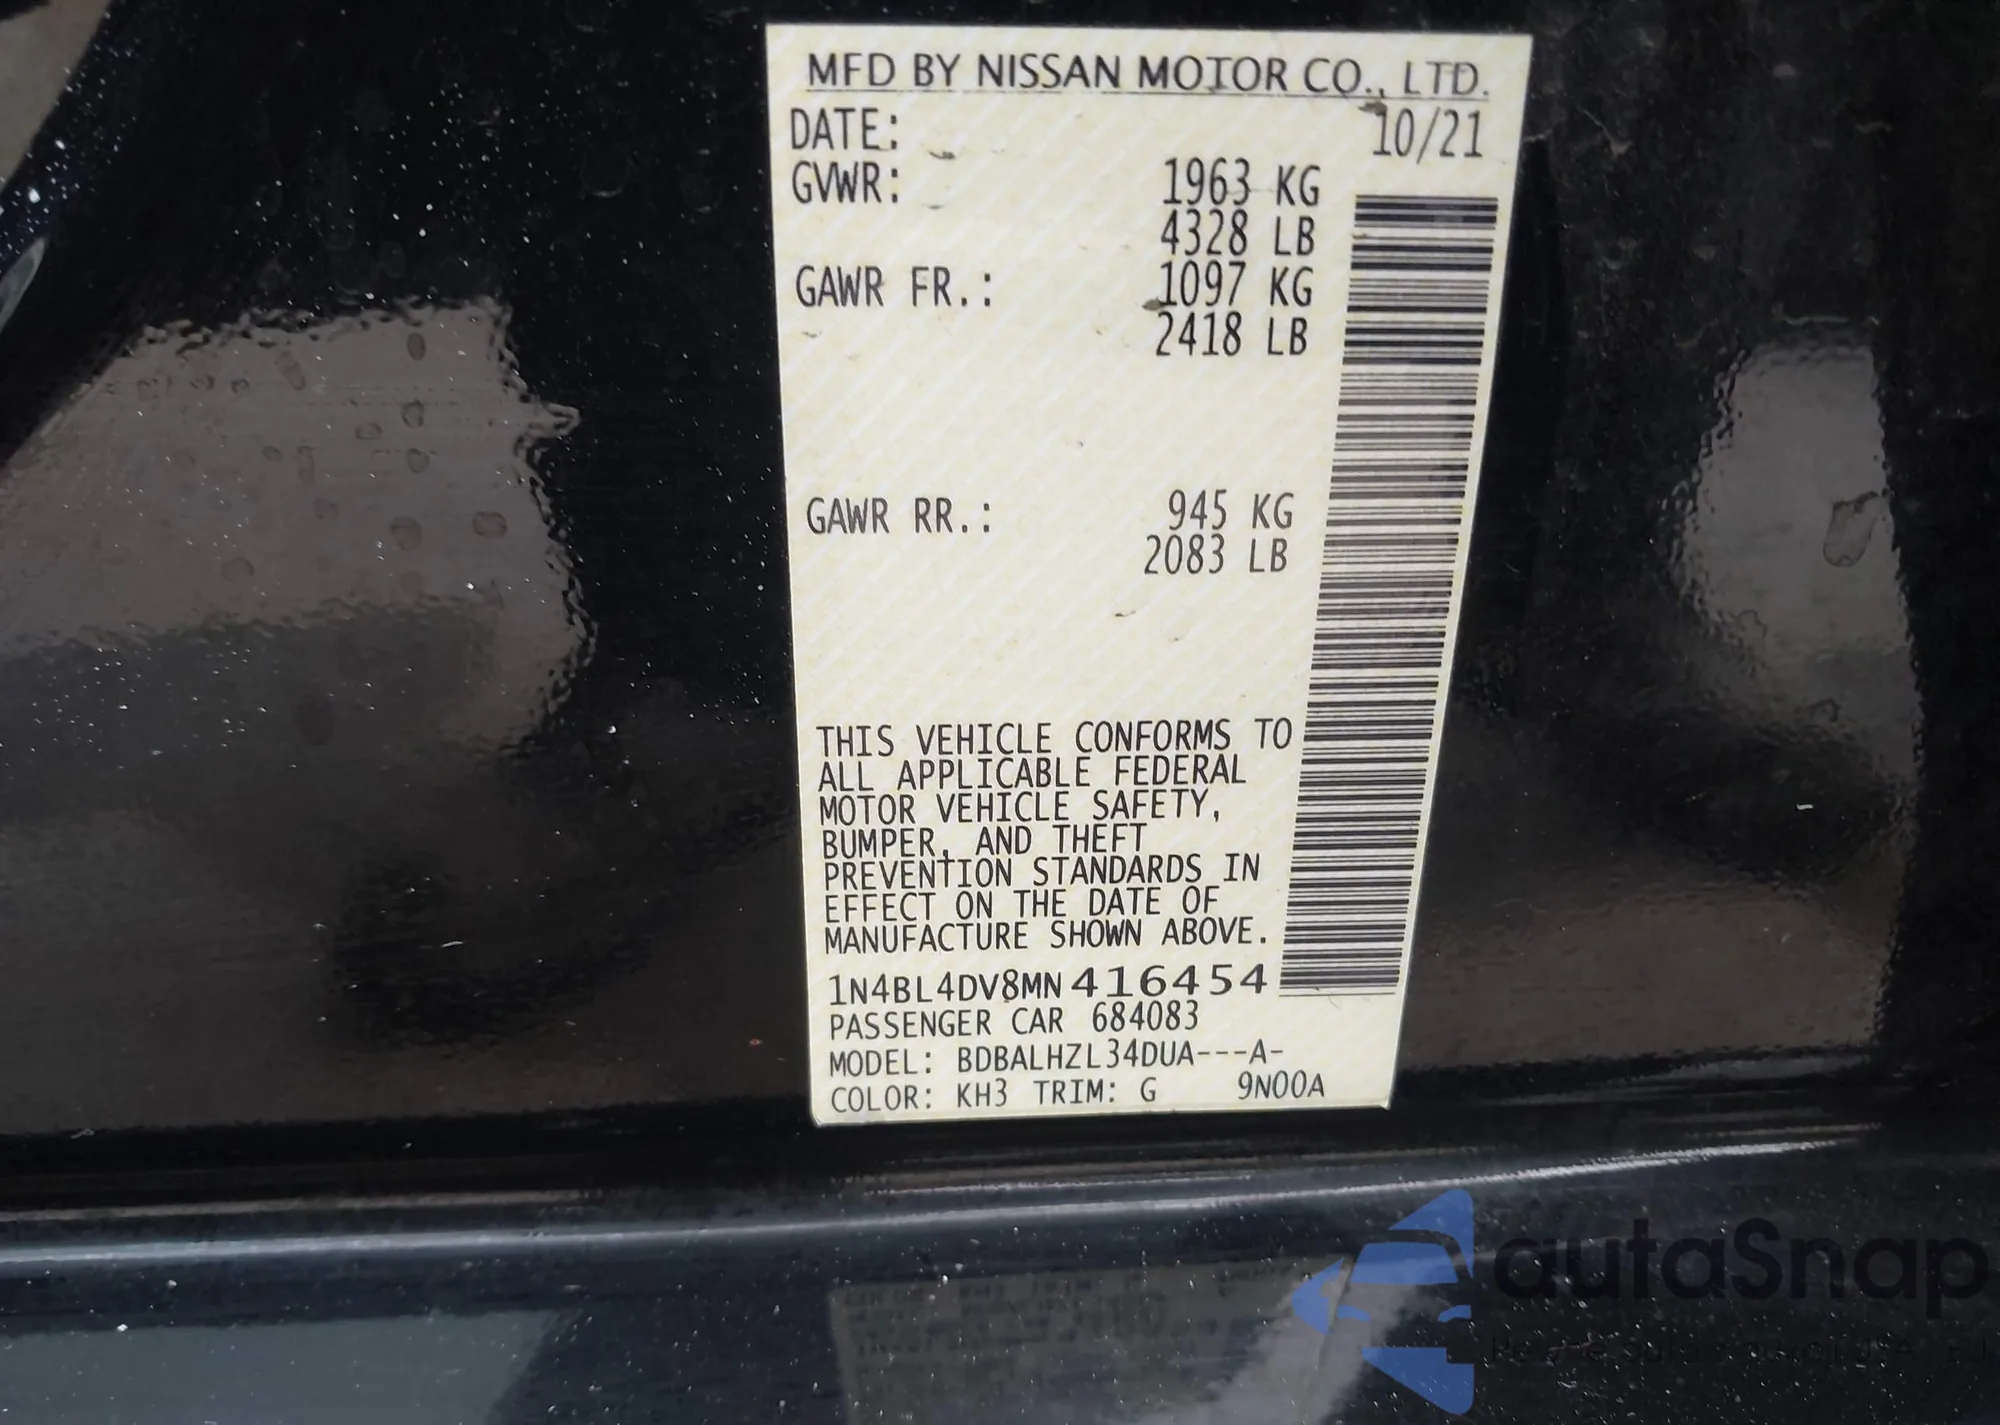 MFD BY NISSAN MOTOR CO., LTD.
DATE: 10/21
GVWR: 1963 KG
4328 LB
GAWR FR.: 1097 KG
2418 LB
GAWR RR.: 945 KG
2083 LB
THIS VEHICLE CONFORMS TO
ALL APPLICABLE FEDERAL
MOTOR VEHICLE SAFETY,
BUMPER, AND THEFT
PREVENTION STANDARDS IN
EFFECT ON THE DATE OF
MANUFACTURE SHOWN ABOVE.
1N4BL4DV8MN416454
PASSENGER CAR 684083
MODEL: BDBALHZL34DUA---A-
COLOR: KH3 TRIM: G 9N00A
autaSnap